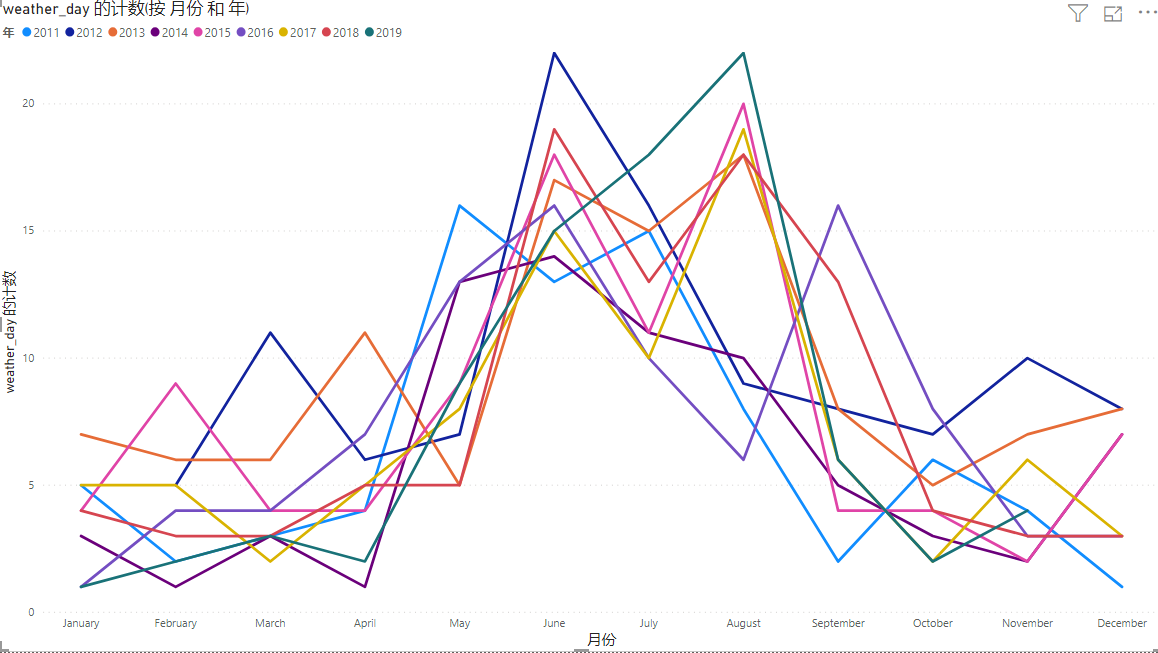 weather_day 的计数(按 月份 和 年)
年 2011 2012 2013 2014 2015 2016 2017 2018 2019
20
15
10
5
0
weather_day 的计数
January February March April May June July August September October November December
月份